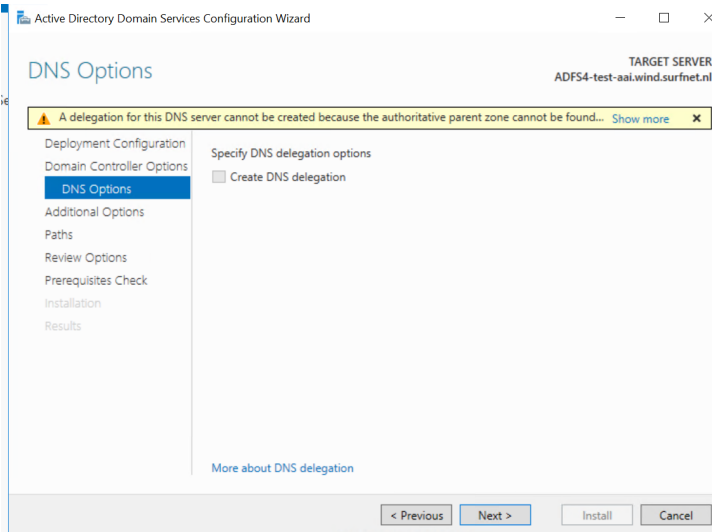 Active Directory Domain Services Configuration Wizard
DNS Options
TARGET SERVER
ADFS4-test-aai.wind.surfnet.nl
A delegation for this DNS server cannot be created because the authoritative parent zone cannot be found... Show more
Deployment Configuration
Domain Controller Options
DNS Options
Additional Options
Paths
Review Options
Prerequisites Check
Installation
Results
Specify DNS delegation options
Create DNS delegation
More about DNS delegation
< Previous Next > Install Cancel